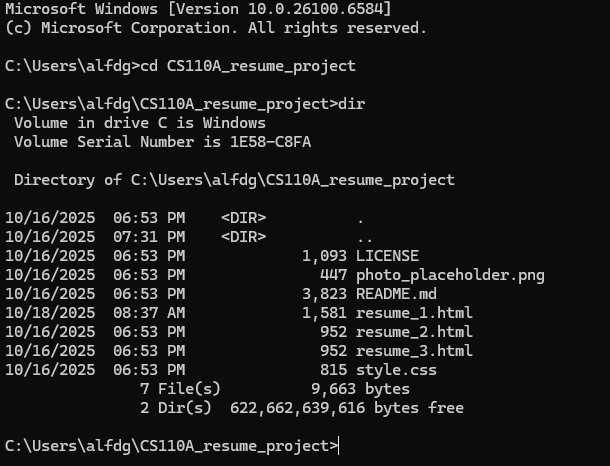 Microsoft Windows [Version 10.0.26100.6584]
(c) Microsoft Corporation. All rights reserved.
C:\Users\alfdg>cd CS110A_resume_project
C:\Users\alfdg\CS110A_resume_project>dir
 Volume in drive C is Windows
 Volume Serial Number is 1E58-C8FA
 Directory of C:\Users\alfdg\CS110A_resume_project
10/16/2025  06:53 PM    <DIR>          .
10/16/2025  07:31 PM    <DIR>          ..
10/16/2025  06:53 PM             1,093 LICENSE
10/16/2025  06:53 PM               447 photo_placeholder.png
10/16/2025  06:53 PM             3,823 README.md
10/18/2025  08:37 AM             1,581 resume_1.html
10/16/2025  06:53 PM               952 resume_2.html
10/16/2025  06:53 PM               952 resume_3.html
10/16/2025  06:53 PM               815 style.css
               7 File(s)          9,663 bytes
               2 Dir(s)  622,662,639,616 bytes free
C:\Users\alfdg\CS110A_resume_project>